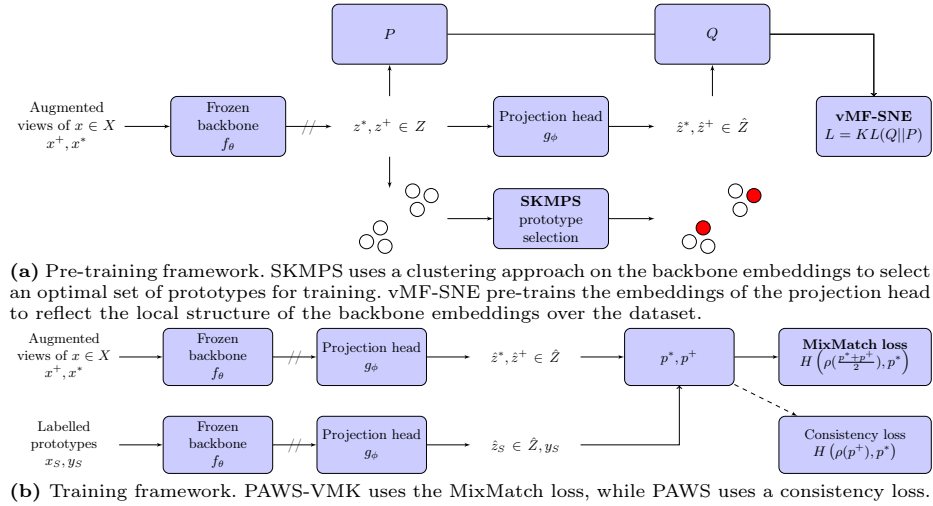 P
Q
Augmented
views of x ∈ X
x⁺, x*
Frozen
backbone
f_θ
//
z*, z⁺ ∈ Z
Projection head
g_ϕ
ẑ*, ẑ⁺ ∈ Ẑ
vMF-SNE
L = KL(Q||P)
SKMPS
prototype
selection
(a) Pre-training framework. SKMPS uses a clustering approach on the backbone embeddings to select
an optimal set of prototypes for training. vMF-SNE pre-trains the embeddings of the projection head
to reflect the local structure of the backbone embeddings over the dataset.
Augmented
views of x ∈ X
x⁺, x*
Frozen
backbone
f_θ
//
Projection head
g_ϕ
ẑ*, ẑ⁺ ∈ Ẑ
p*, p⁺
MixMatch loss
H(ρ((p*+p⁺)/2), p*)
Labelled
prototypes
x_S, y_S
Frozen
backbone
f_θ
//
Projection head
g_ϕ
ẑ_S ∈ Ẑ, y_S
Consistency loss
H(ρ(p⁺), p*)
(b) Training framework. PAWS-VMK uses the MixMatch loss, while PAWS uses a consistency loss.